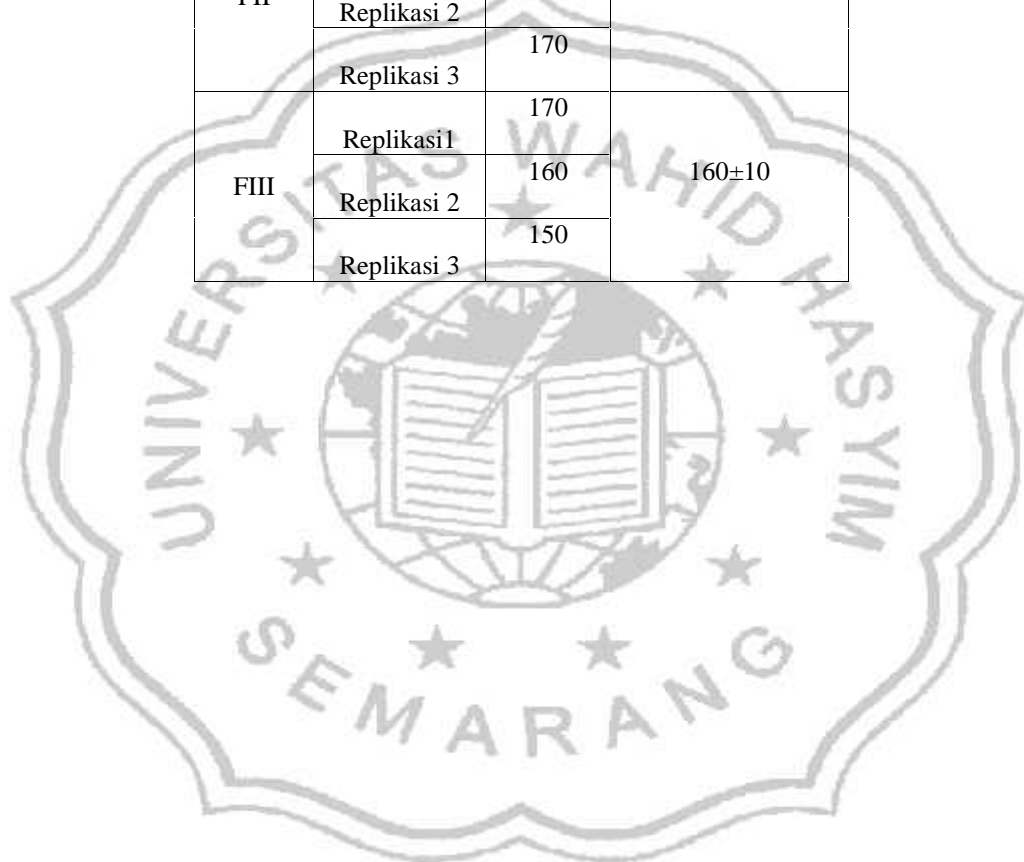 Replikasi 2
170
Replikasi 3
170
Replikasi1
160
160±10
FIII
Replikasi 2
150
Replikasi 3
UNIVERSITAS WAHID HASYIM
SEMARANG